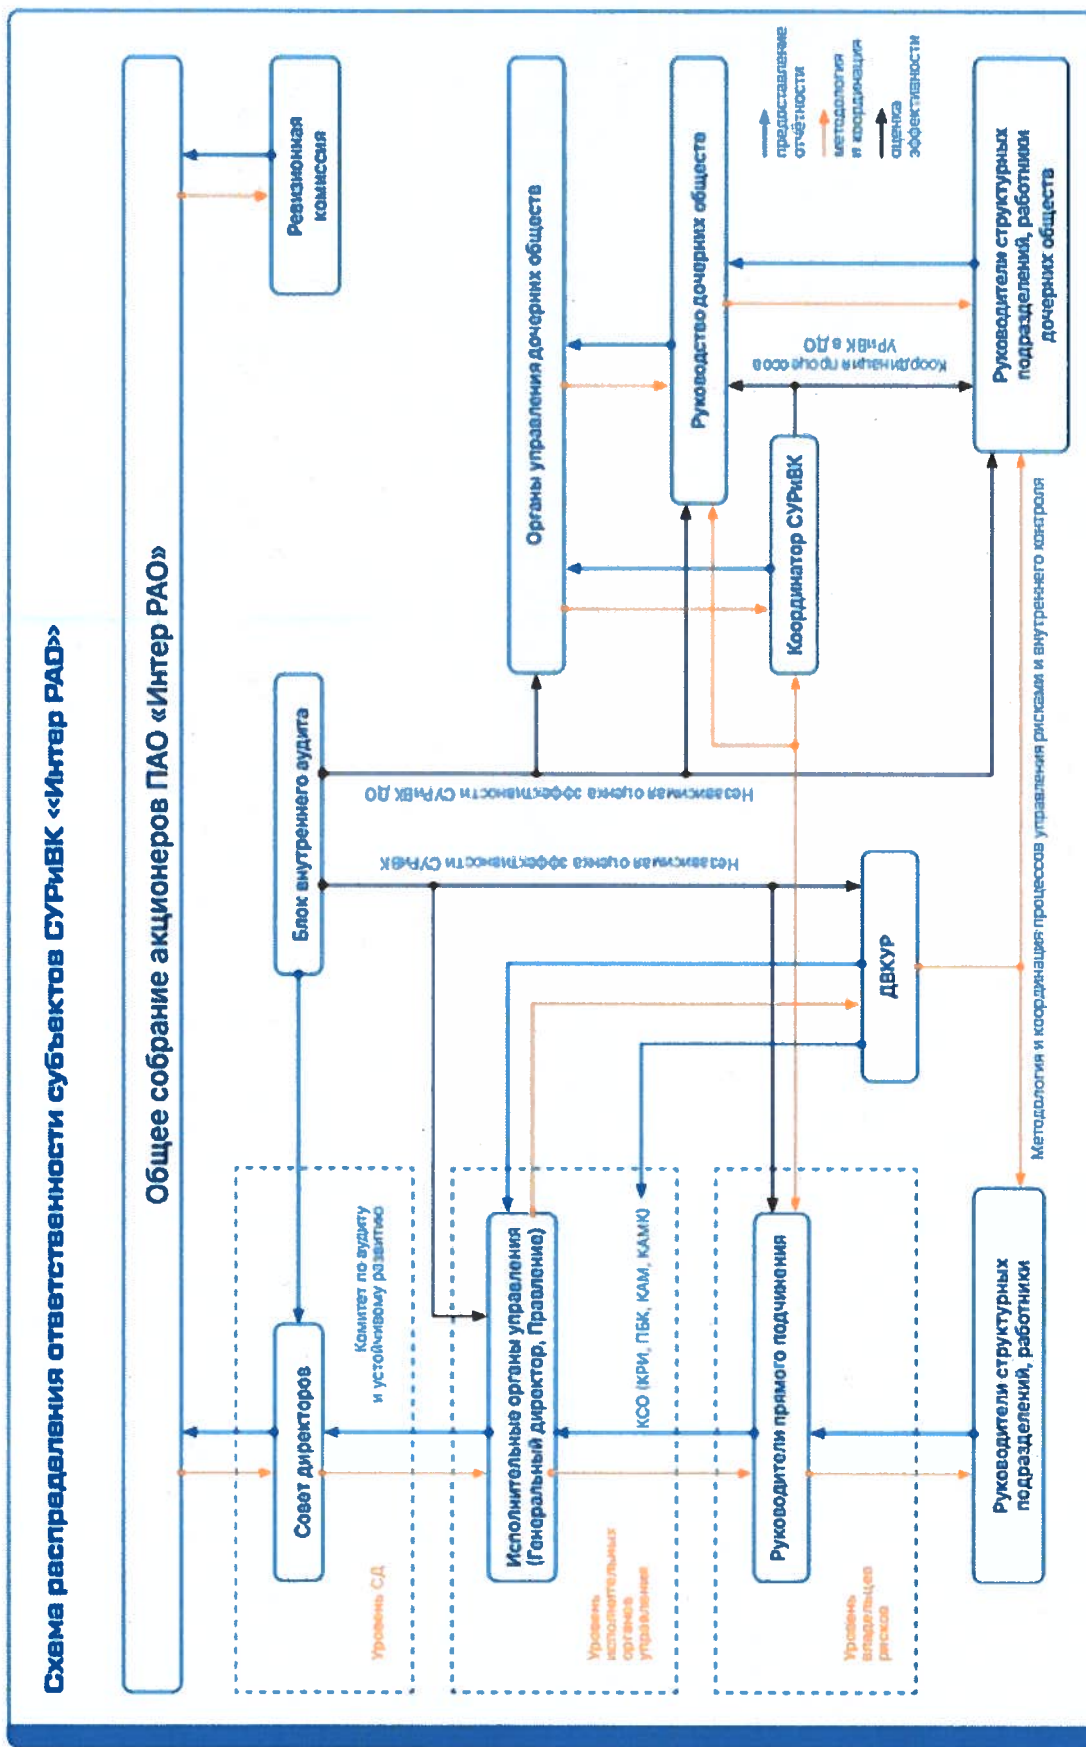 Схема распределения ответственности субъектов СУРиВК «Интер РАО»
Общее собрание акционеров ПАО «Интер РАО»
Ревизионная
комиссия
Блок внутреннего аудита
Совет директоров
Комитет по аудиту
и устойчивому развитию
Уровень СД
Исполнительные органы управления
(Генеральный директор, Правление)
Уровень
исполнительных
органов
управления
КСО (КРИ, ПБК, КАМ, КАМК)
Руководители прямого подчинения
Уровень
владельцев
рисков
Руководители структурных
подразделений, работники
ДВКУР
Независимая оценка эффективности СУРиВК
Независимая оценка эффективности СУРиВК ДО
Органы управления дочерних обществ
Руководство дочерних обществ
Координатор СУРиВК
Координация процессов
УРиВК в ДО
Руководители структурных
подразделений, работники
дочерних обществ
Методология и координация процессов управления рисками и внутреннего контроля
предоставление
отчётности
методология
и координация
оценка
эффективности